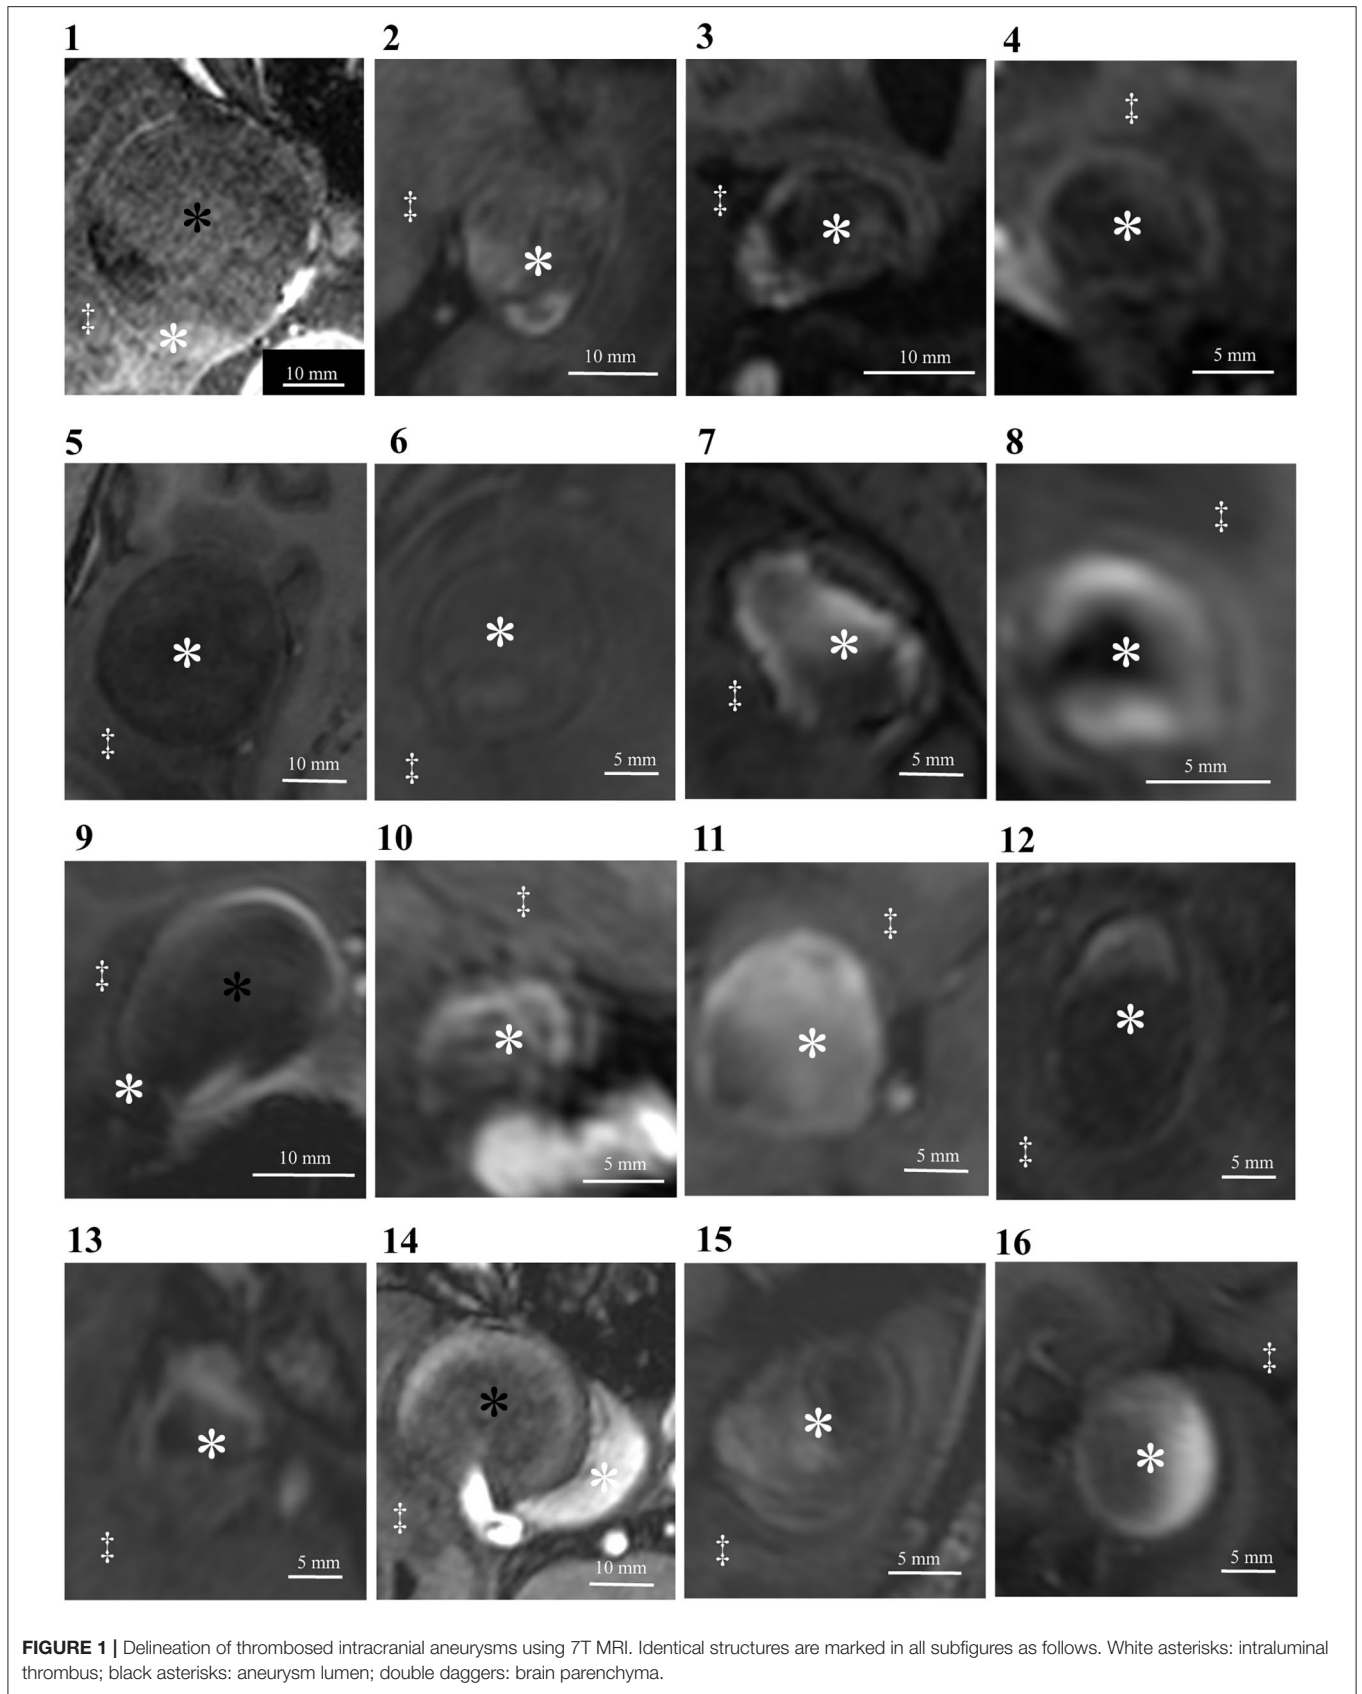 1 2 3 4
‡ * * ‡ * ‡ * ‡ *
10 mm 10 mm 10 mm 5 mm
5 6 7 8
* ‡ * ‡ * ‡ ‡ *
10 mm 5 mm 5 mm 5 mm
9 10 11 12
‡ * * ‡ * ‡ * * ‡
10 mm 5 mm 5 mm 5 mm
13 14 15 16
* ‡ * * ‡ * ‡ ‡ *
5 mm 10 mm 5 mm 5 mm
FIGURE 1 | Delineation of thrombosed intracranial aneurysms using 7T MRI. Identical structures are marked in all subfigures as follows. White asterisks: intraluminal
thrombus; black asterisks: aneurysm lumen; double daggers: brain parenchyma.